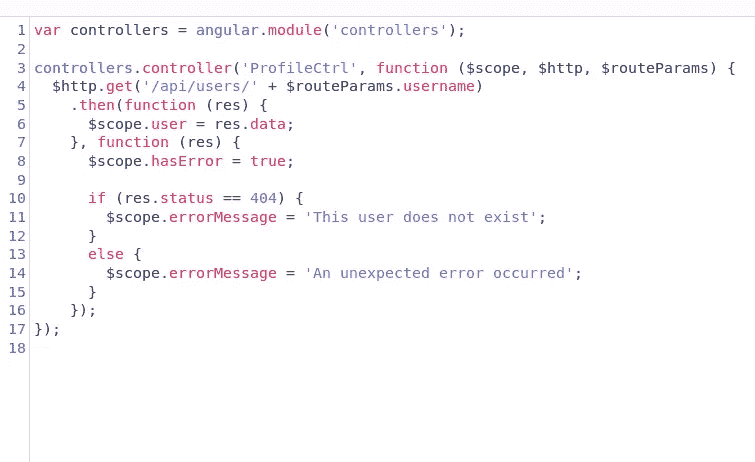 1 var controllers = angular.module('controllers');
2
3 controllers.controller('ProfileCtrl', function ($scope, $http, $routeParams) {
4   $http.get('/api/users/' + $routeParams.username)
5     .then(function (res) {
6       $scope.user = res.data;
7     }, function (res) {
8       $scope.hasError = true;
9
10       if (res.status == 404) {
11         $scope.errorMessage = 'This user does not exist';
12       }
13       else {
14         $scope.errorMessage = 'An unexpected error occurred';
15       }
16     });
17 });
18